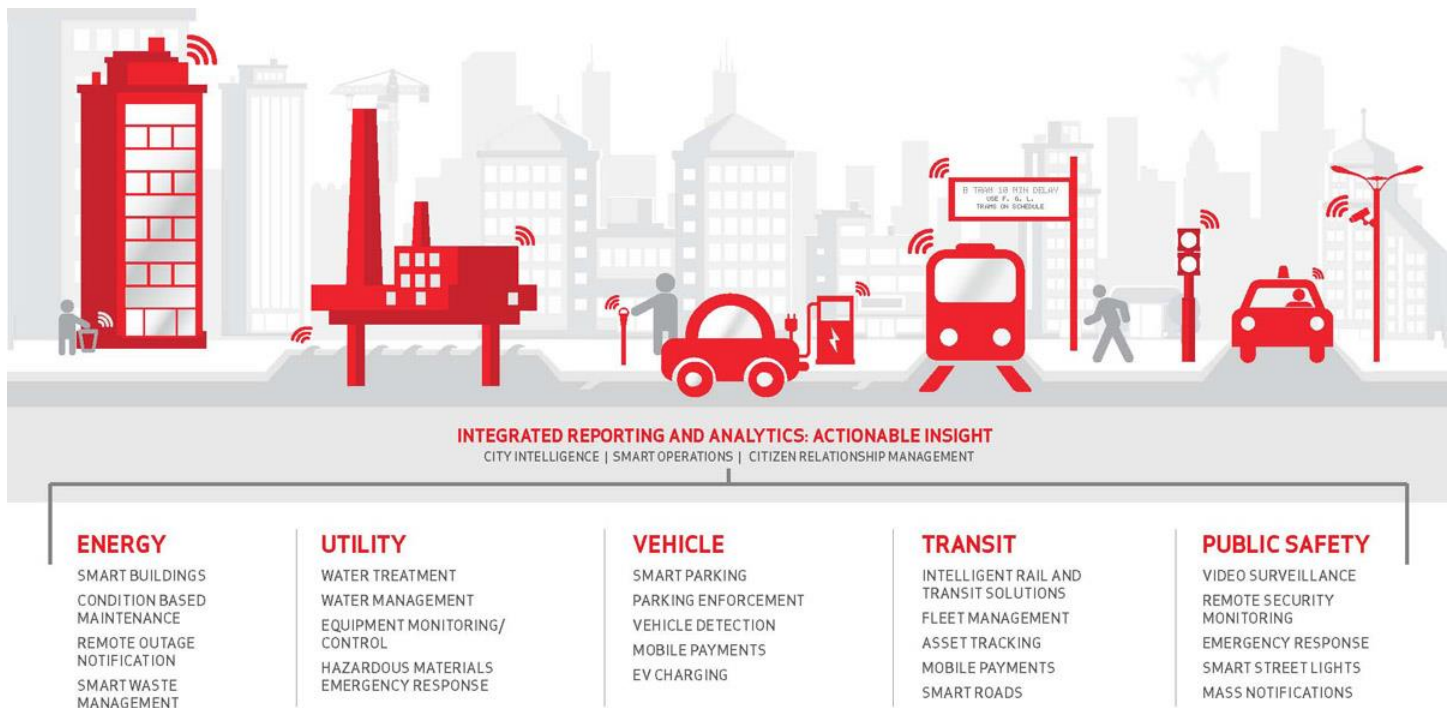 B TRAM 10 MIN DELAY
USE F. G. L.
TRAMS ON SCHEDULE
INTEGRATED REPORTING AND ANALYTICS: ACTIONABLE INSIGHT
CITY INTELLIGENCE | SMART OPERATIONS | CITIZEN RELATIONSHIP MANAGEMENT
ENERGY
SMART BUILDINGS
CONDITION BASED
MAINTENANCE
REMOTE OUTAGE
NOTIFICATION
SMART WASTE
MANAGEMENT
UTILITY
WATER TREATMENT
WATER MANAGEMENT
EQUIPMENT MONITORING/
CONTROL
HAZARDOUS MATERIALS
EMERGENCY RESPONSE
VEHICLE
SMART PARKING
PARKING ENFORCEMENT
VEHICLE DETECTION
MOBILE PAYMENTS
EV CHARGING
TRANSIT
INTELLIGENT RAIL AND
TRANSIT SOLUTIONS
FLEET MANAGEMENT
ASSET TRACKING
MOBILE PAYMENTS
SMART ROADS
PUBLIC SAFETY
VIDEO SURVEILLANCE
REMOTE SECURITY
MONITORING
EMERGENCY RESPONSE
SMART STREET LIGHTS
MASS NOTIFICATIONS